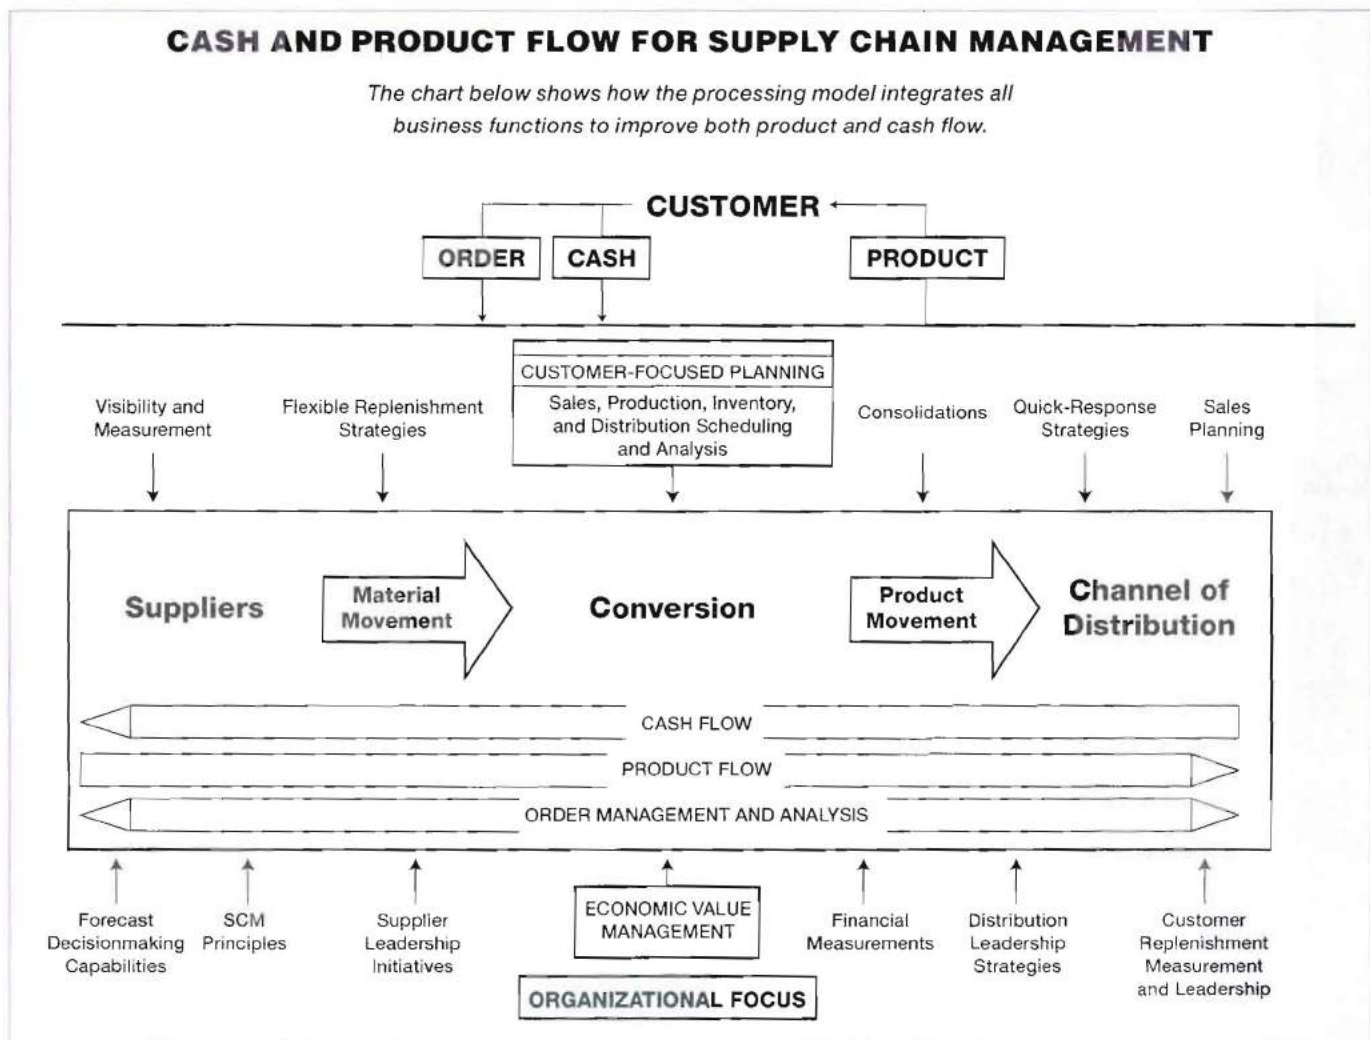 CASH AND PRODUCT FLOW FOR SUPPLY CHAIN MANAGEMENT
The chart below shows how the processing model integrates all
business functions to improve both product and cash flow.
CUSTOMER
ORDER
CASH
PRODUCT
CUSTOMER-FOCUSED PLANNING
Sales, Production, Inventory,
and Distribution Scheduling
and Analysis
Visibility and
Measurement
Flexible Replenishment
Strategies
Consolidations
Quick-Response
Strategies
Sales
Planning
Suppliers
Material
Movement
Conversion
Product
Movement
Channel of
Distribution
CASH FLOW
PRODUCT FLOW
ORDER MANAGEMENT AND ANALYSIS
Forecast
Decisionmaking
Capabilities
SCM
Principles
Supplier
Leadership
Initiatives
ECONOMIC VALUE
MANAGEMENT
Financial
Measurements
Distribution
Leadership
Strategies
Customer
Replenishment
Measurement
and Leadership
ORGANIZATIONAL FOCUS